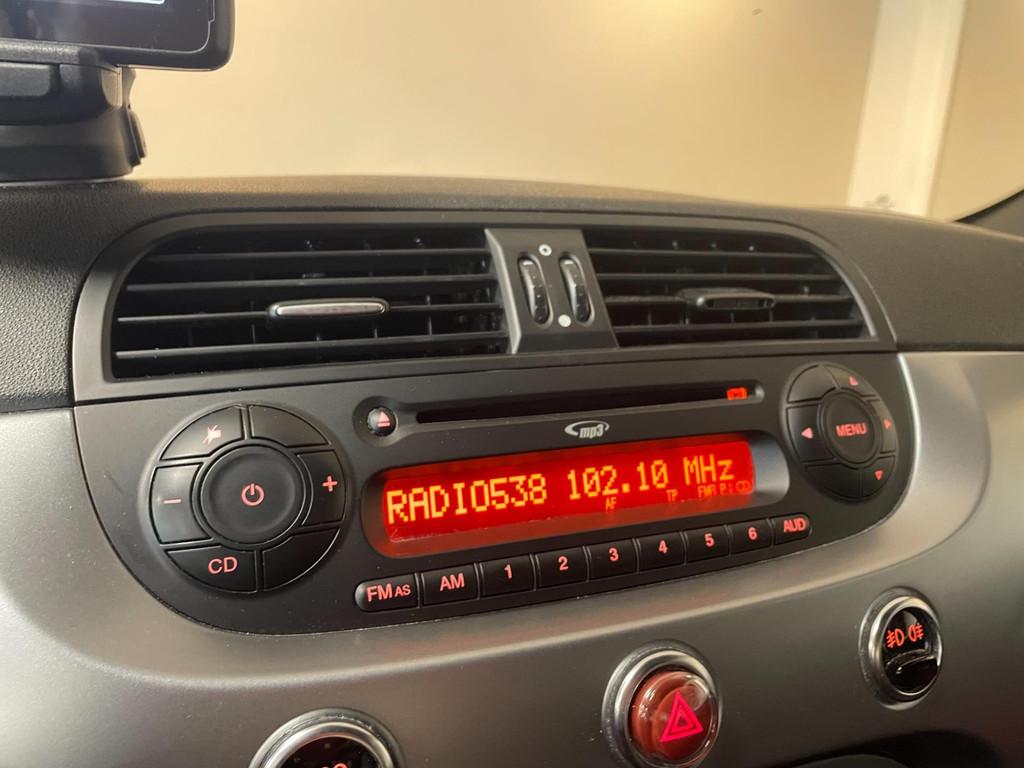 mp3
MENU
RADIO538 102.10 MHz
AF TP
CD
FM AS AM 1 2 3 4 5 6 AUD